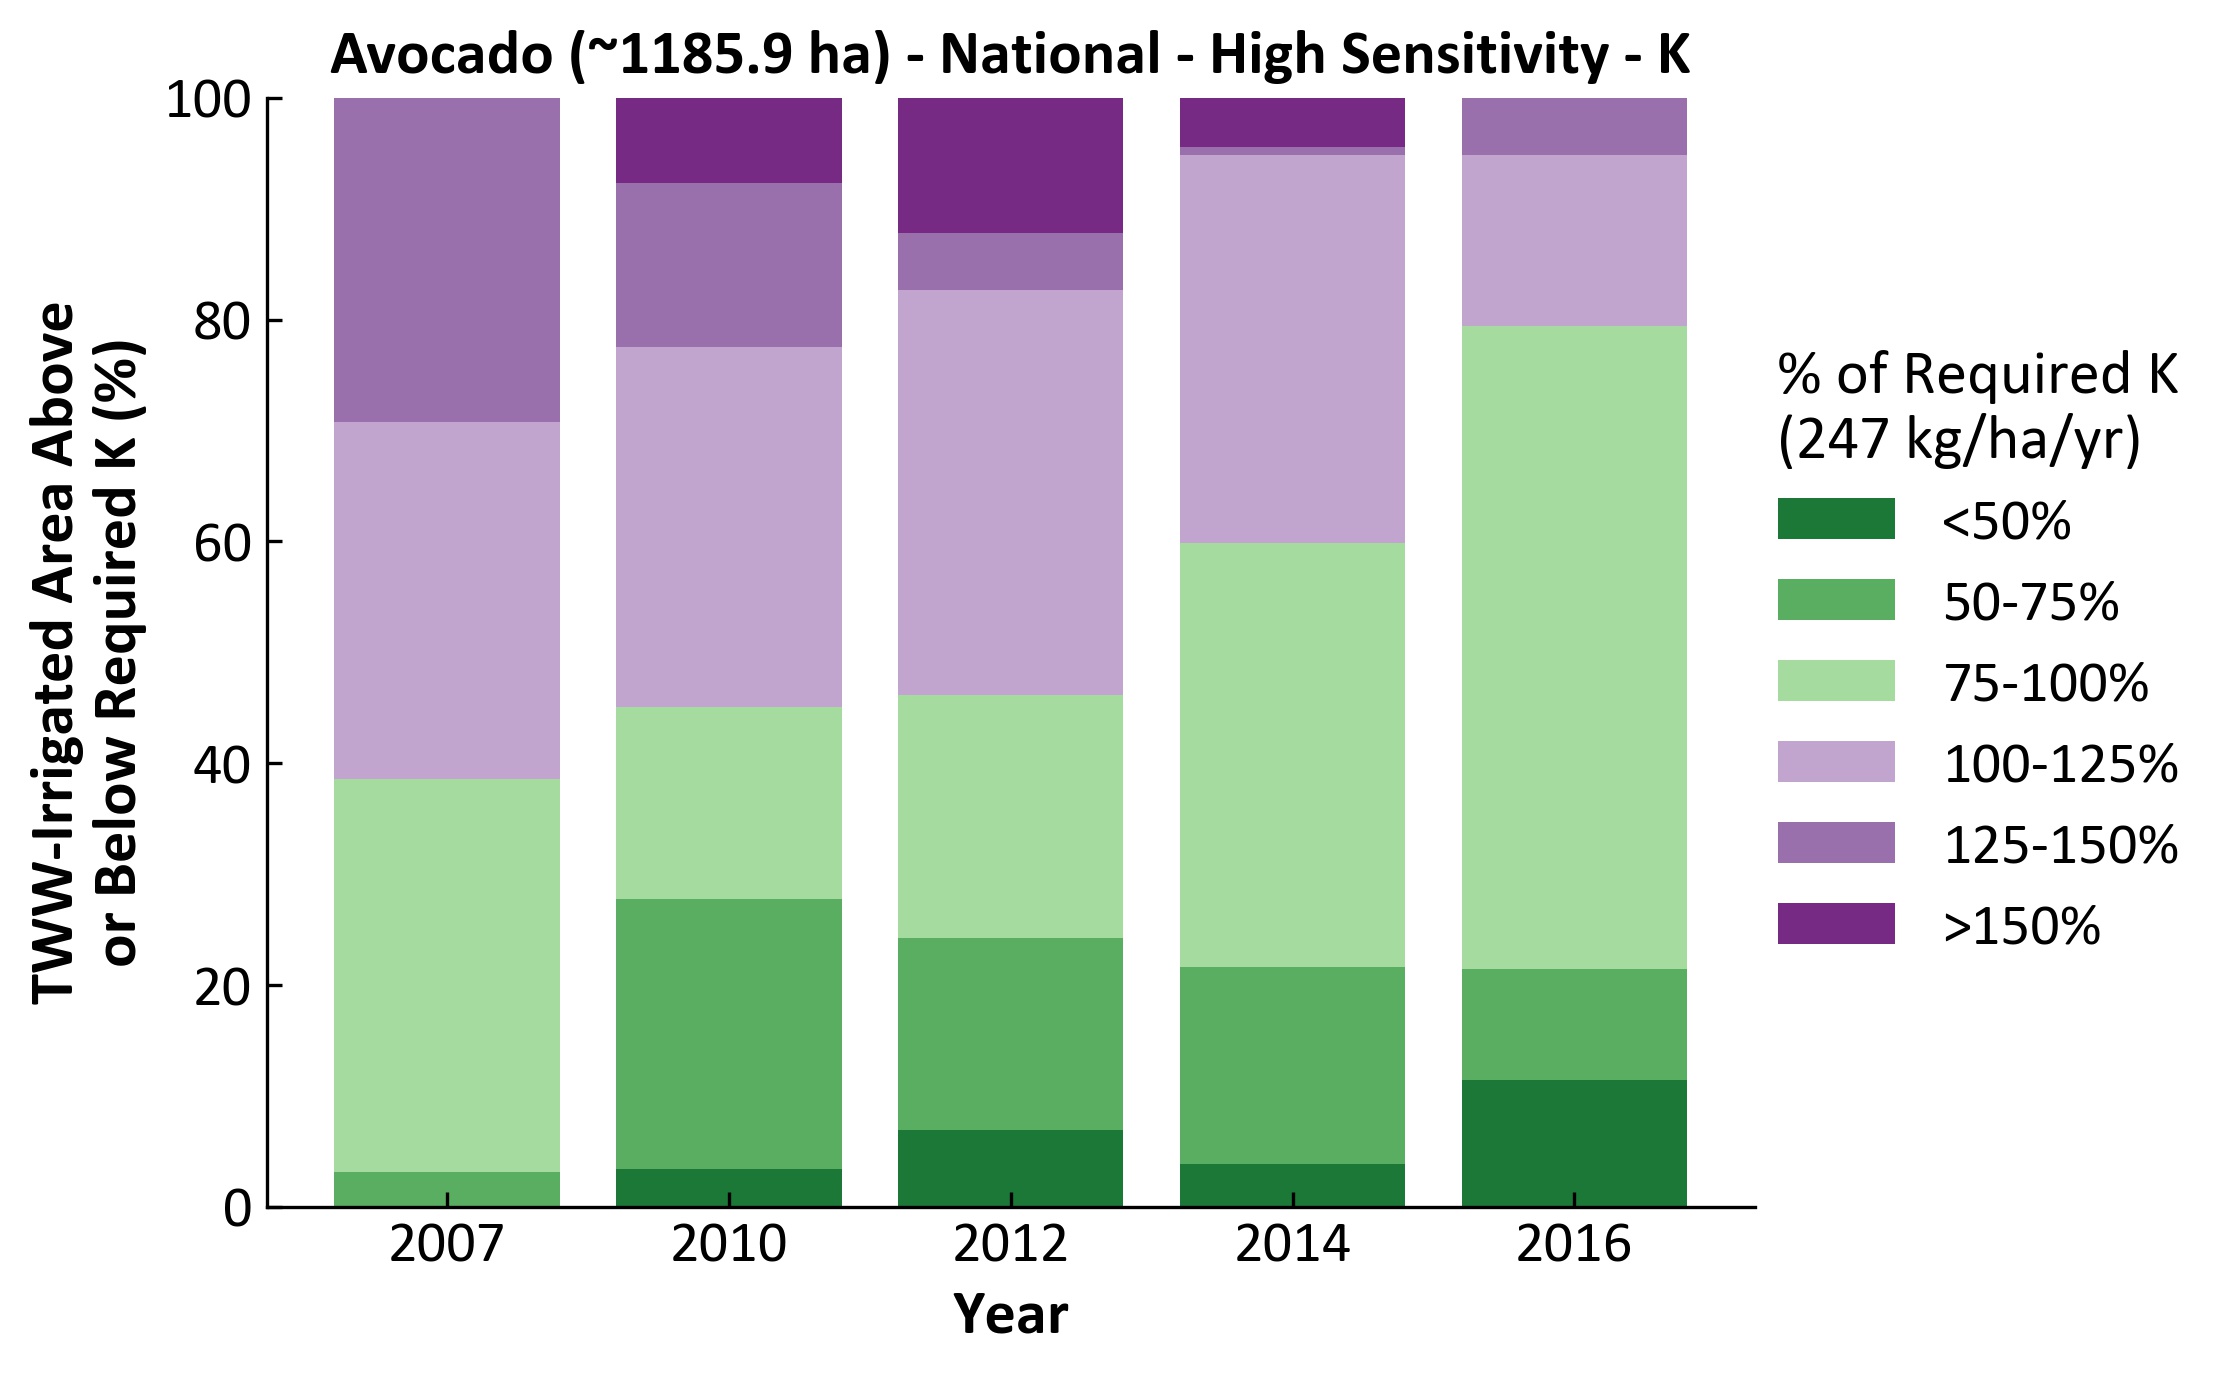 Avocado (~1185.9 ha) - National - High Sensitivity - K
TWW-Irrigated Area Above
or Below Required K (%)
100
80
60
40
20
0
2007
2010
2012
2014
2016
Year
% of Required K
(247 kg/ha/yr)
<50%
50-75%
75-100%
100-125%
125-150%
>150%